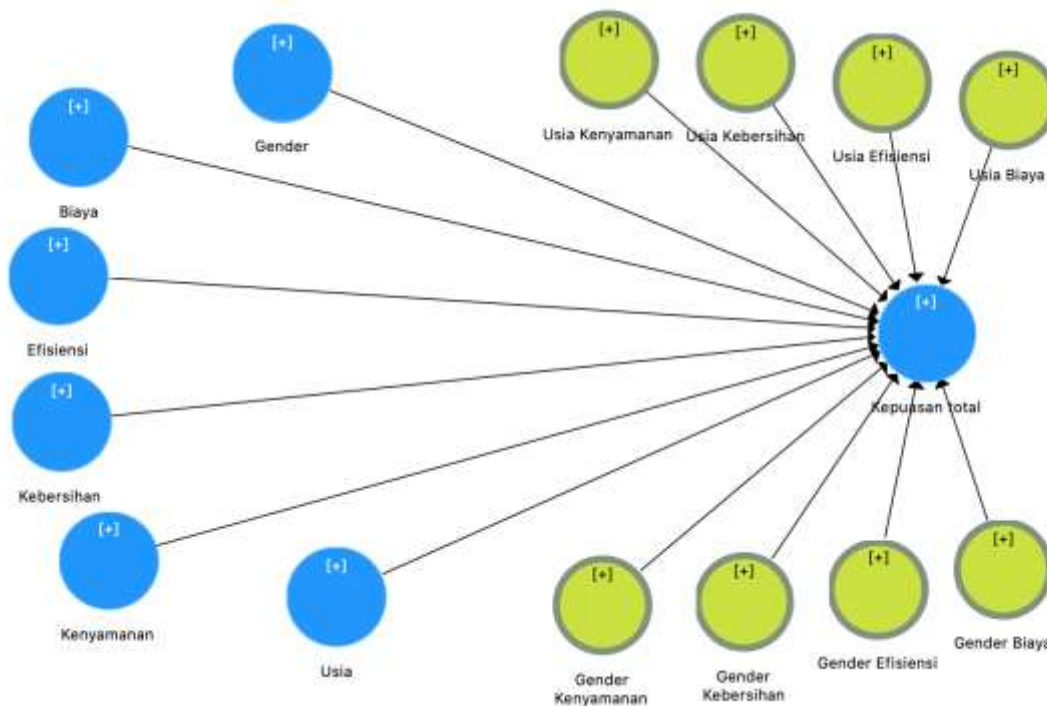 [+]
Gender
[+]
Biaya
[+]
Efisiensi
[+]
Kebersihan
[+]
Kenyamanan
[+]
Usia
[+]
Usia Kenyamanan
[+]
Usia Kebersihan
[+]
Usia Efisiensi
[+]
Usia Biaya
[+]
Kepuasan total
[+]
Gender
Kenyamanan
[+]
Gender
Kebersihan
[+]
Gender Efisiensi
[+]
Gender Biaya